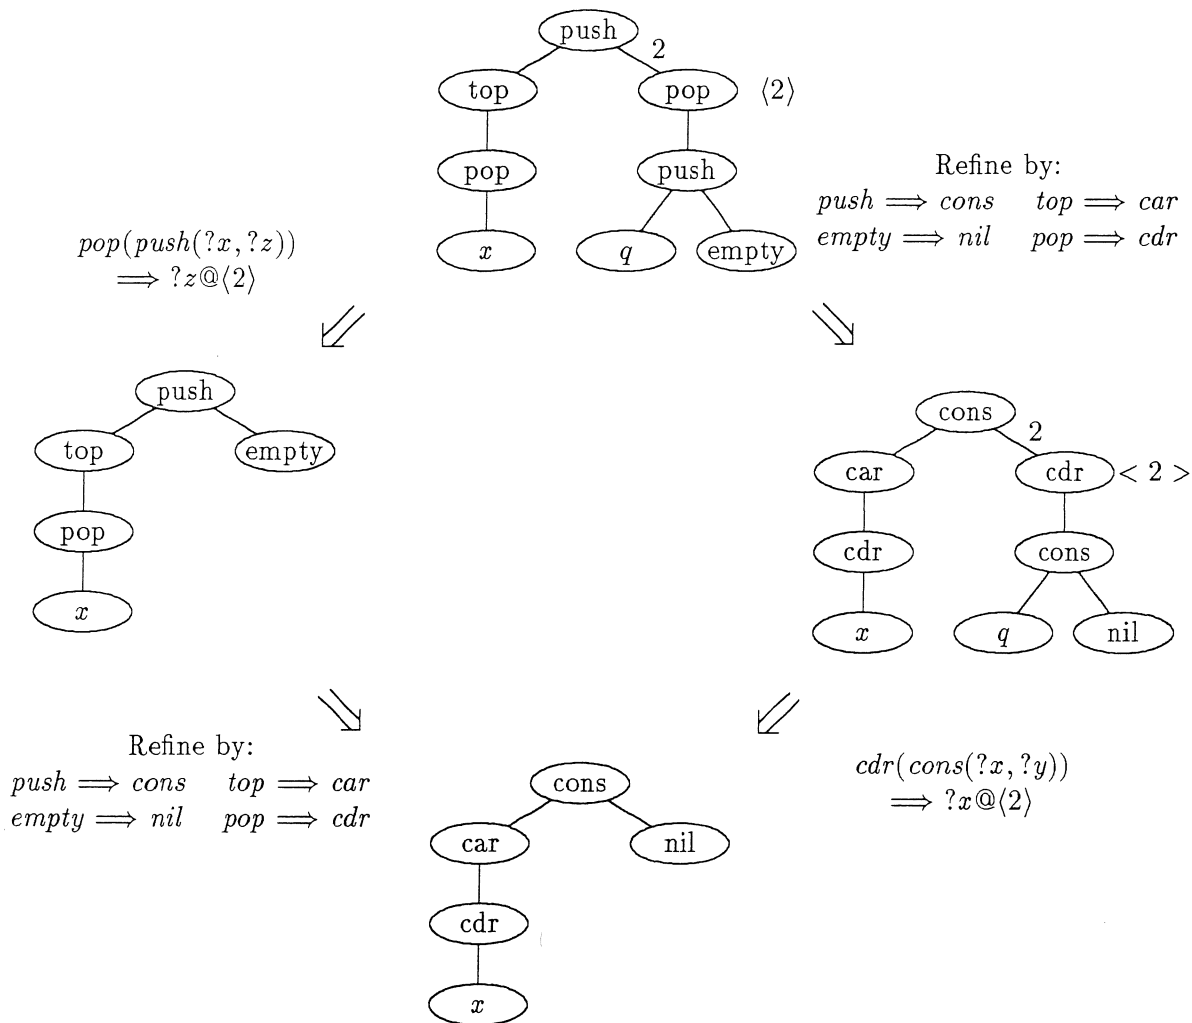 push
2
top
pop
⟨2⟩
pop
push
x
q
empty
Refine by:
push ⟹ cons top ⟹ car
empty ⟹ nil pop ⟹ cdr
pop(push(?x, ?z))
⟹ ?z@⟨2⟩
push
top
empty
pop
x
cons
2
car
cdr
< 2 >
cdr
cons
x
q
nil
Refine by:
push ⟹ cons top ⟹ car
empty ⟹ nil pop ⟹ cdr
cdr(cons(?x, ?y))
⟹ ?x@⟨2⟩
cons
car
nil
cdr
x